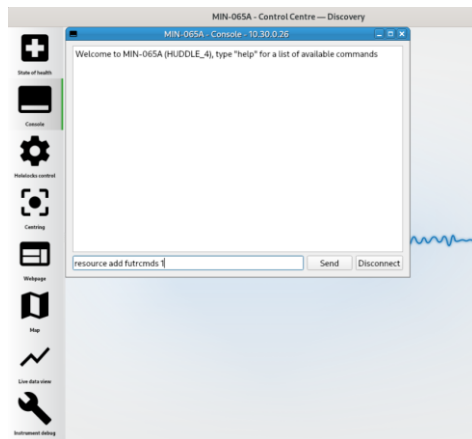 MIN-065A - Control Centre — Discovery
MIN-065A - Console - 10.30.0.26
Welcome to MIN-065A (HUDDLE_4), type "help" for a list of available commands
State of health
Console
Holelocks control
Centring
Webpage
Map
Live data view
Instrument debug
resource add futrcmds 1
Send
Disconnect